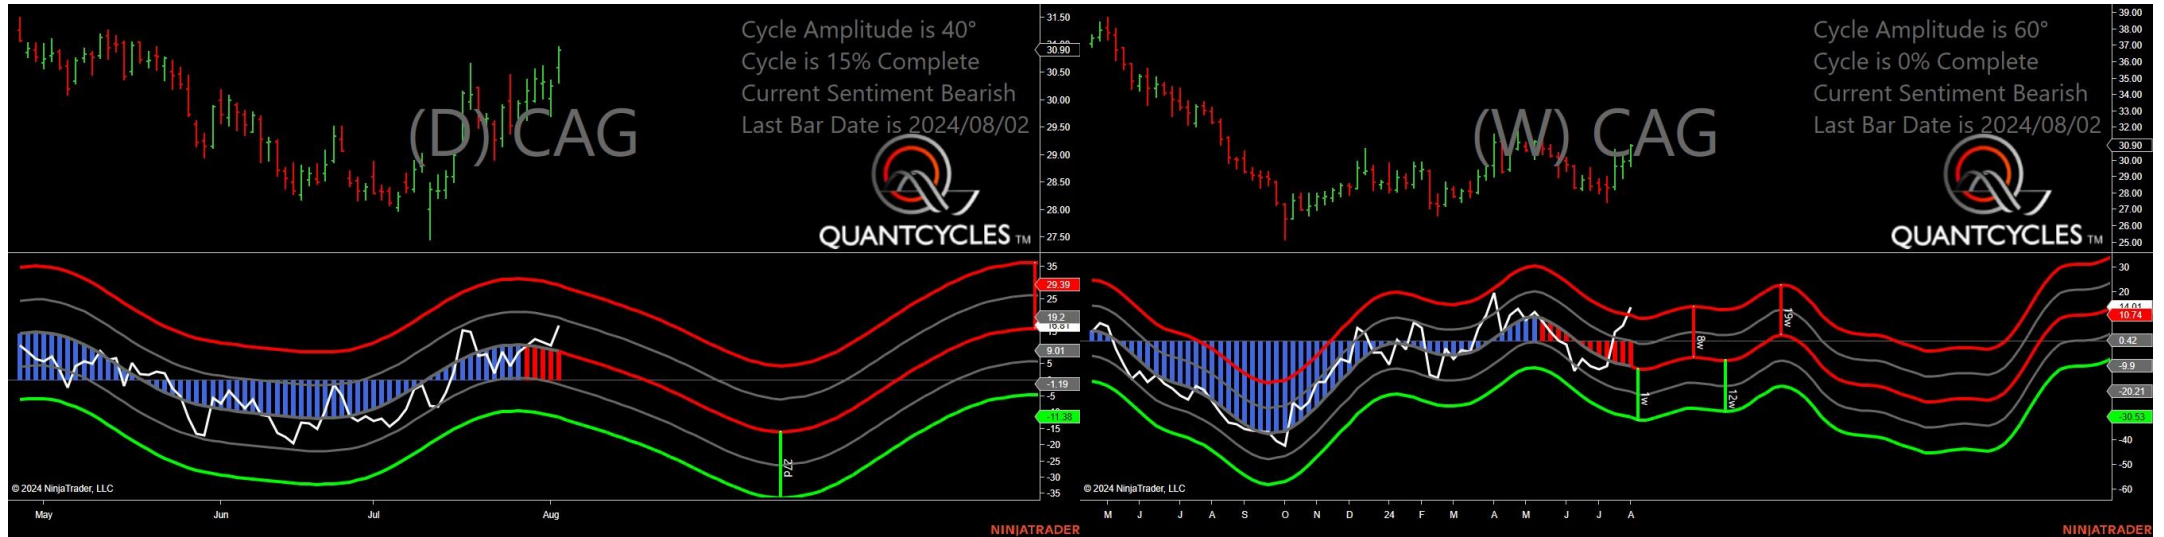 Cycle Amplitude is 40°
Cycle is 15% Complete
Current Sentiment Bearish
Last Bar Date is 2024/08/02
(D) CAG
QUANTCYCLES TM
31.50
30.90
30.50
30.00
29.50
29.00
28.50
28.00
27.50
35
29.39
25
19.2
9.01
5
-1.19
-5
-11.38
-15
-20
-25
-30
-35
27d
© 2024 NinjaTrader, LLC
May Jun Jul Aug
NINJATRADER
Cycle Amplitude is 60°
Cycle is 0% Complete
Current Sentiment Bearish
Last Bar Date is 2024/08/02
(W) CAG
QUANTCYCLES TM
39.00
38.00
37.00
36.00
35.00
34.00
33.00
32.00
30.90
30.00
29.00
28.00
27.00
26.00
25.00
30
20
14.01
10.74
0.42
-9.9
-20.21
-30.53
-40
-50
-60
1w
8w
12w
19w
© 2024 NinjaTrader, LLC
M J J A S O N D 24 F M A M J J A
NINJATRADER